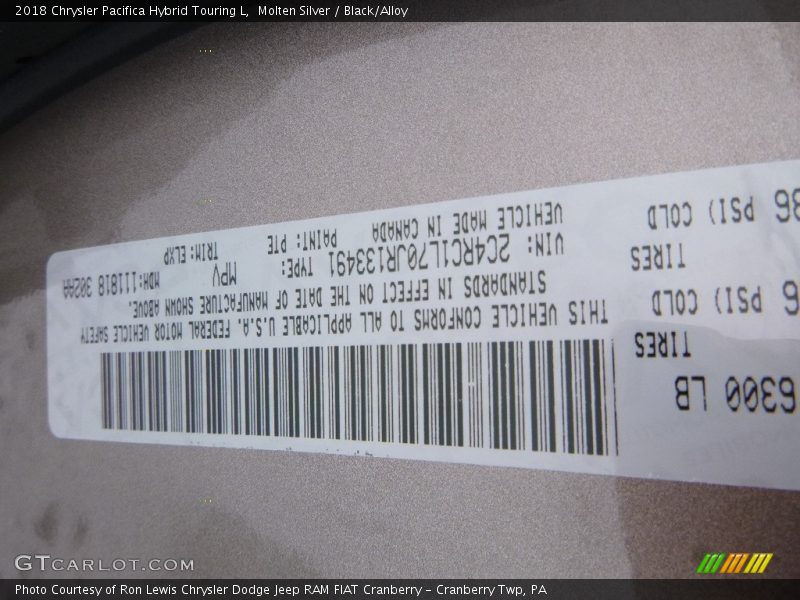 2018 Chrysler Pacifica Hybrid Touring L,  Molten Silver / Black/Alloy
6300 LB
TIRES
PSI) COLD
TIRES
PSI) COLD
THIS VEHICLE CONFORMS TO ALL APPLICABLE U.S.A. FEDERAL MOTOR VEHICLE SAFETY
STANDARDS IN EFFECT ON THE DATE OF MANUFACTURE SHOWN ABOVE.
VIN: 2C4RC1L70JR133491 TYPE: MPV MDH:111818 302AA
VEHICLE MADE IN CANADA PAINT: PTE TRIM: ELXP
GTCARLOT.COM
Photo Courtesy of Ron Lewis Chrysler Dodge Jeep RAM FIAT Cranberry – Cranberry Twp, PA